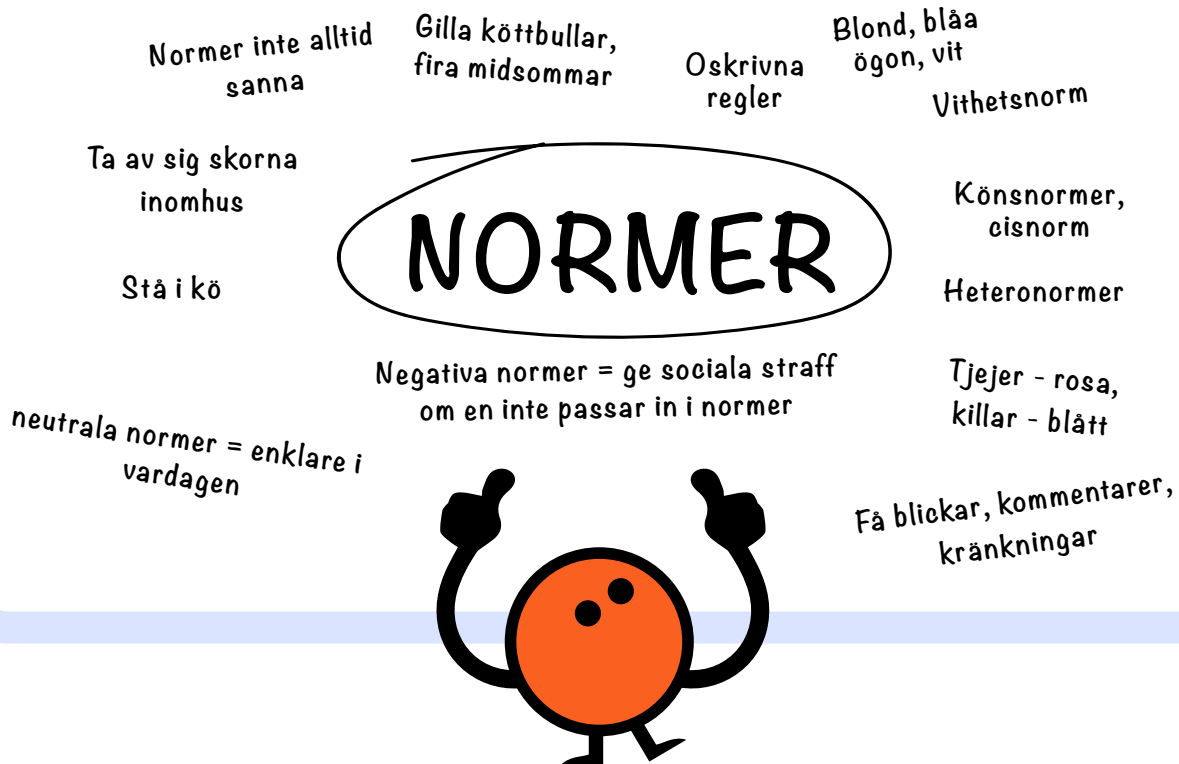 Normer inte alltid
sanna
Gilla köttbullar,
fira midsommar
Oskrivna
regler
Blond, blåa
ögon, vit
Vithetsnorm
Ta av sig skorna
inomhus
Könsnormer,
cisnorm
NORMER
Stå i kö
Heteronormer
Negativa normer = ge sociala straff
om en inte passar in i normer
Tjejer - rosa,
killar - blått
neutrala normer = enklare i
vardagen
Få blickar, kommentarer,
kränkningar